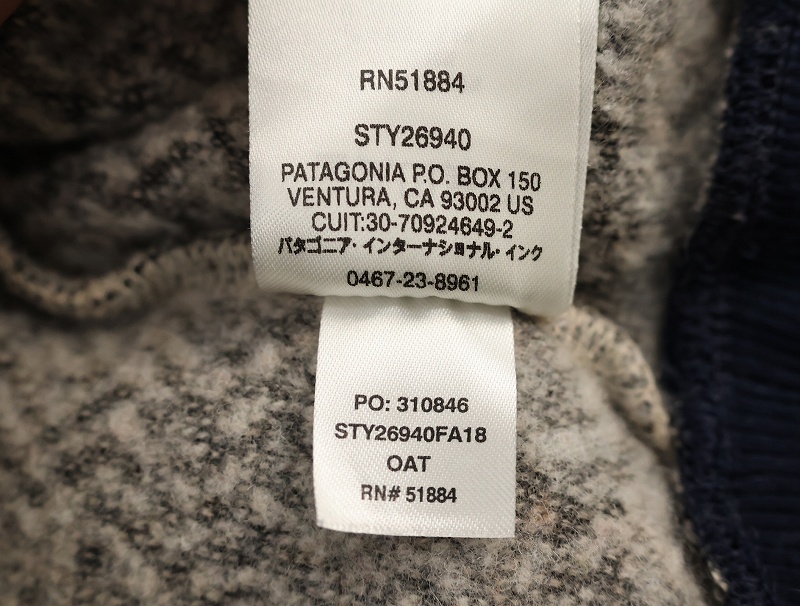 RN51884
STY26940
PATAGONIA P.O. BOX 150
VENTURA, CA 93002 US
CUIT:30-70924649-2
パタゴニア・インターナショナル・インク
0467-23-8961
PO: 310846
STY26940FA18
OAT
RN# 51884